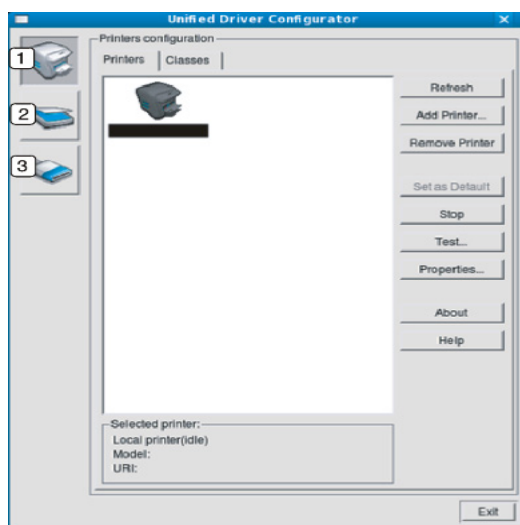 Unified Driver Configurator
1
2
3
Printers configuration
Printers
Classes
Refresh
Add Printer...
Remove Printer
Set as Default
Stop
Test...
Properties...
About
Help
Selected printer:
Local printer(idle)
Model:
URI:
Exit